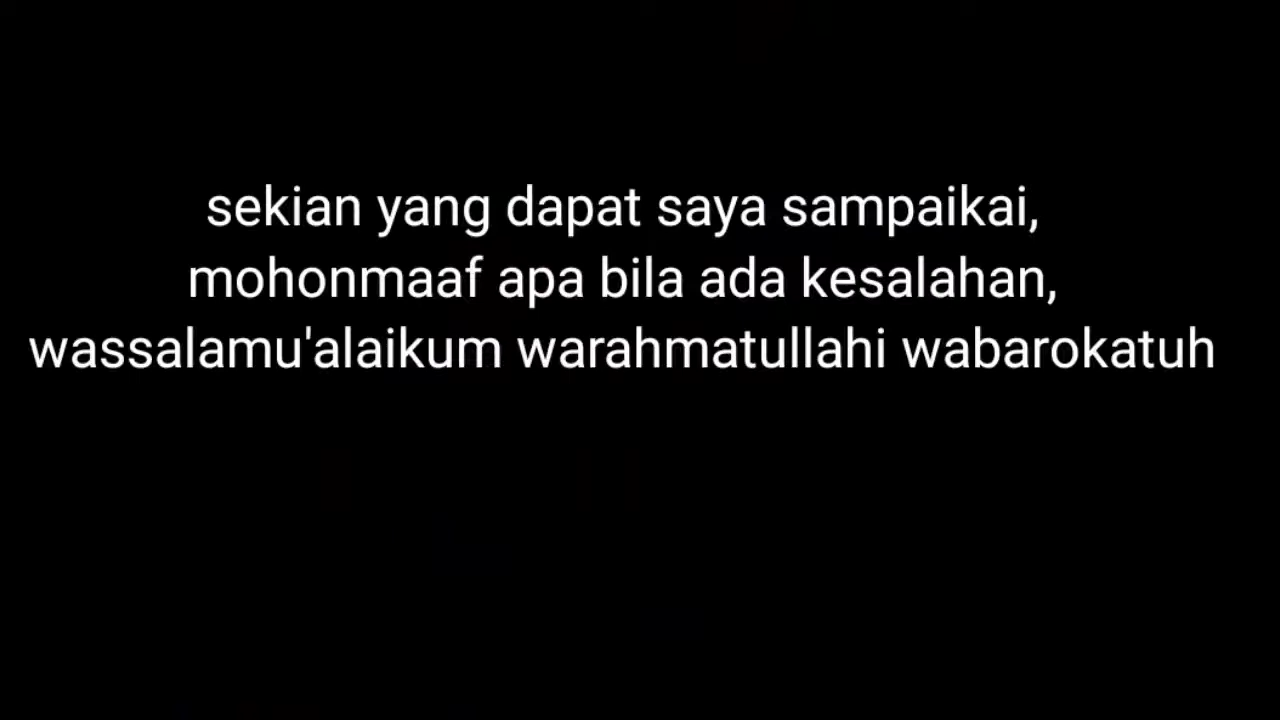 sekian yang dapat saya sampaikai,
mohonmaaf apa bila ada kesalahan,
wassalamu'alaikum warahmatullahi wabarokatuh